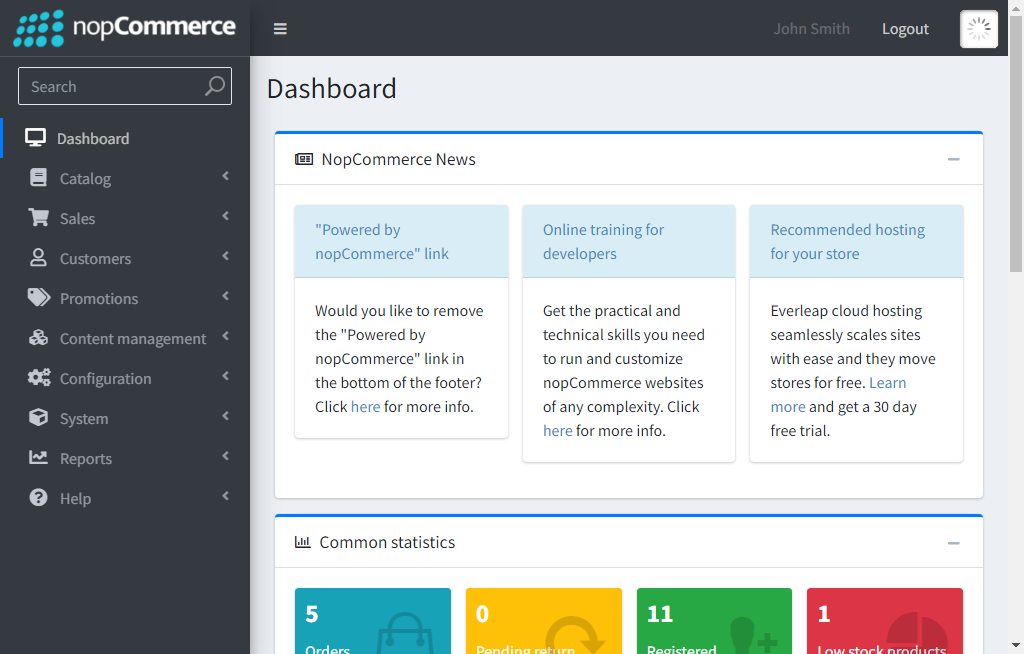 nopCommerce
John Smith
Logout
Search
Dashboard
Catalog
Sales
Customers
Promotions
Content management
Configuration
System
Reports
Help
Dashboard
NopCommerce News
"Powered by
nopCommerce" link
Would you like to remove
the "Powered by
nopCommerce" link in
the bottom of the footer?
Click here for more info.
Online training for
developers
Get the practical and
technical skills you need
to run and customize
nopCommerce websites
of any complexity. Click
here for more info.
Recommended hosting
for your store
Everleap cloud hosting
seamlessly scales sites
with ease and they move
stores for free. Learn
more and get a 30 day
free trial.
Common statistics
5
Orders
0
Pending return
11
Registered
1
Low stock products